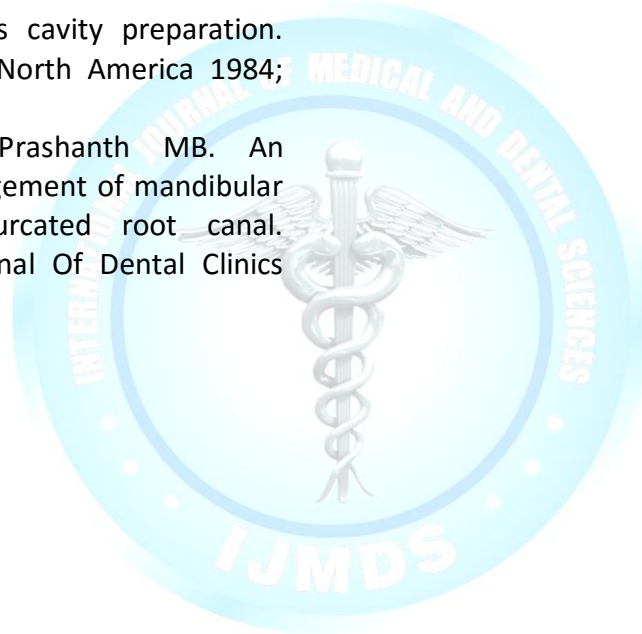 s cavity preparation.
North America 1984;
Prashanth MB. An
gement of mandibular
urcated root canal.
nal Of Dental Clinics
INTERNATIONAL JOURNAL OF MEDICAL AND DENTAL SCIENCES
IJMDS